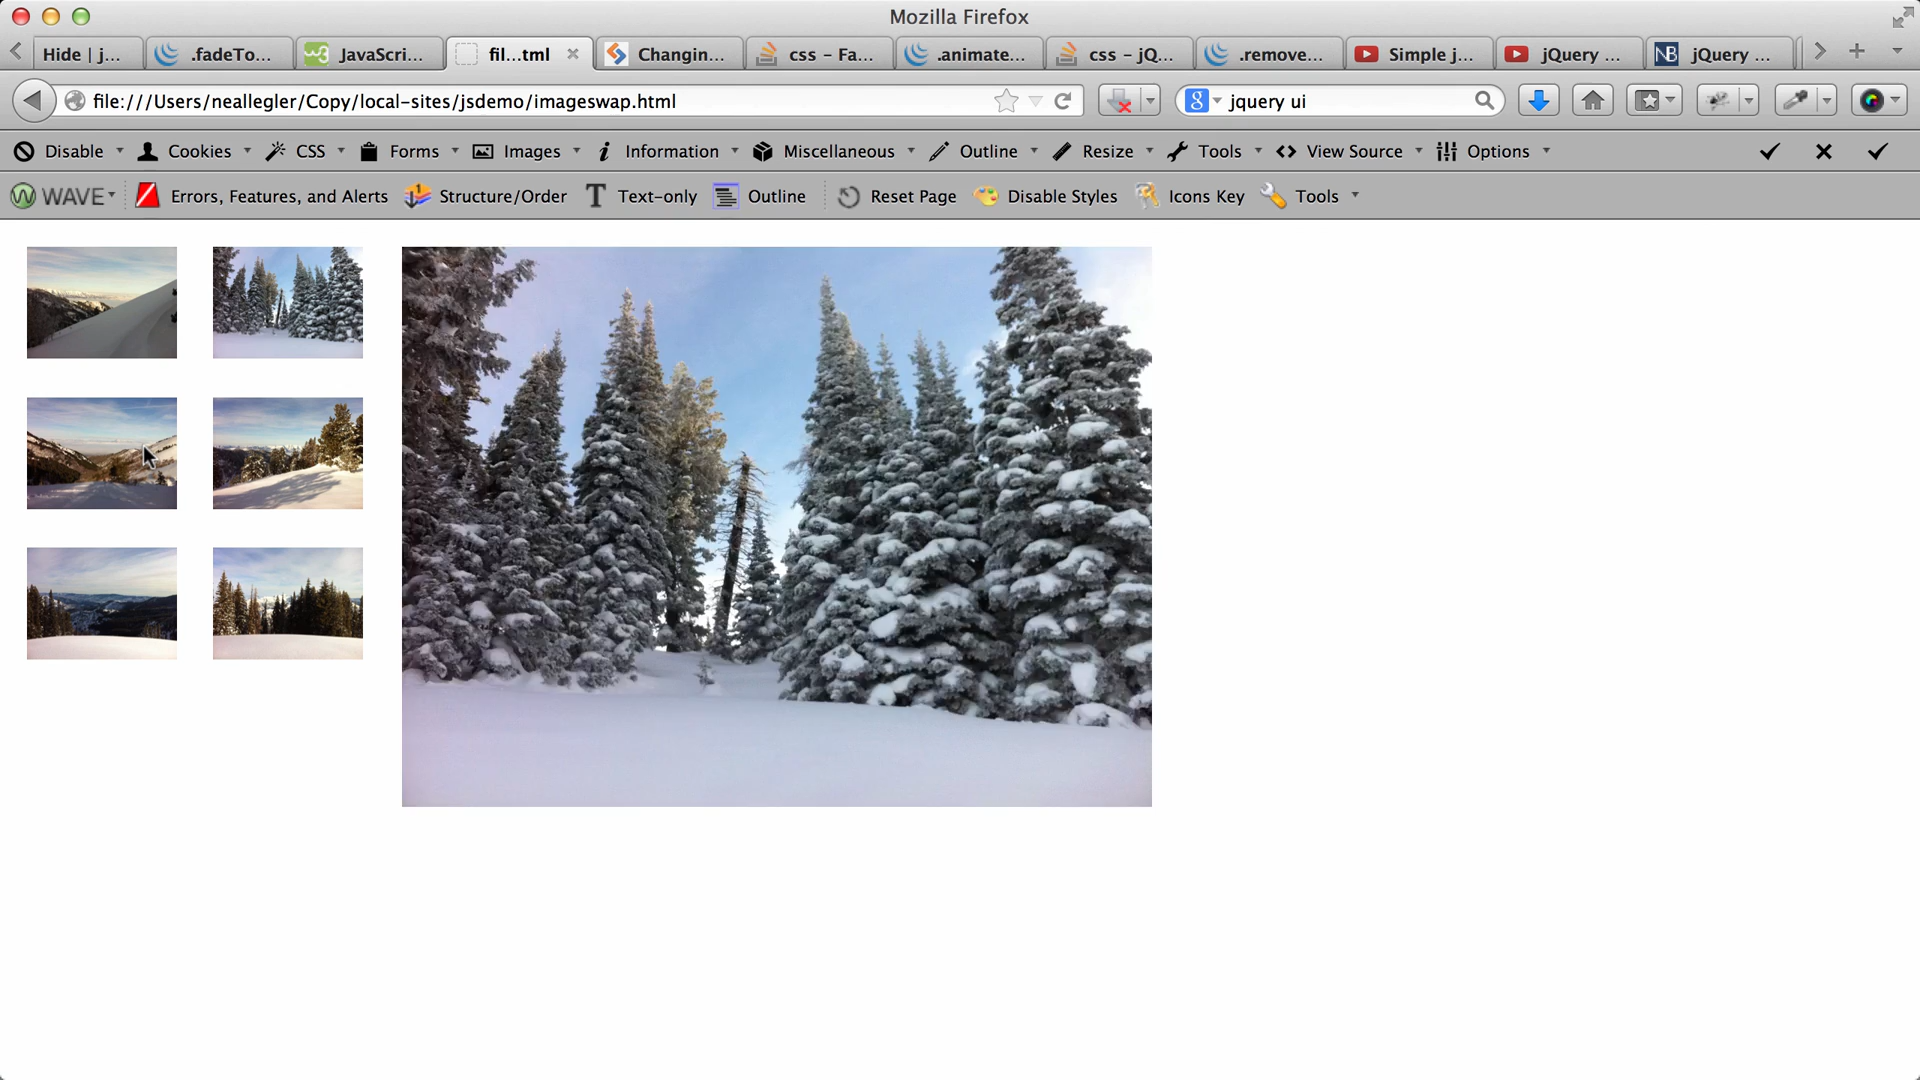 Mozilla Firefox
Hide | j... .fadeTo... JavaScri... fil...tml Changin... css - Fa... .animate... css - jQ... .remove... Simple j... jQuery ... NB jQuery ...
file:///Users/neallegler/Copy/local-sites/jsdemo/imageswap.html jquery ui
Disable Cookies CSS Forms Images Information Miscellaneous Outline Resize Tools View Source Options
WAVE Errors, Features, and Alerts Structure/Order Text-only Outline Reset Page Disable Styles Icons Key Tools